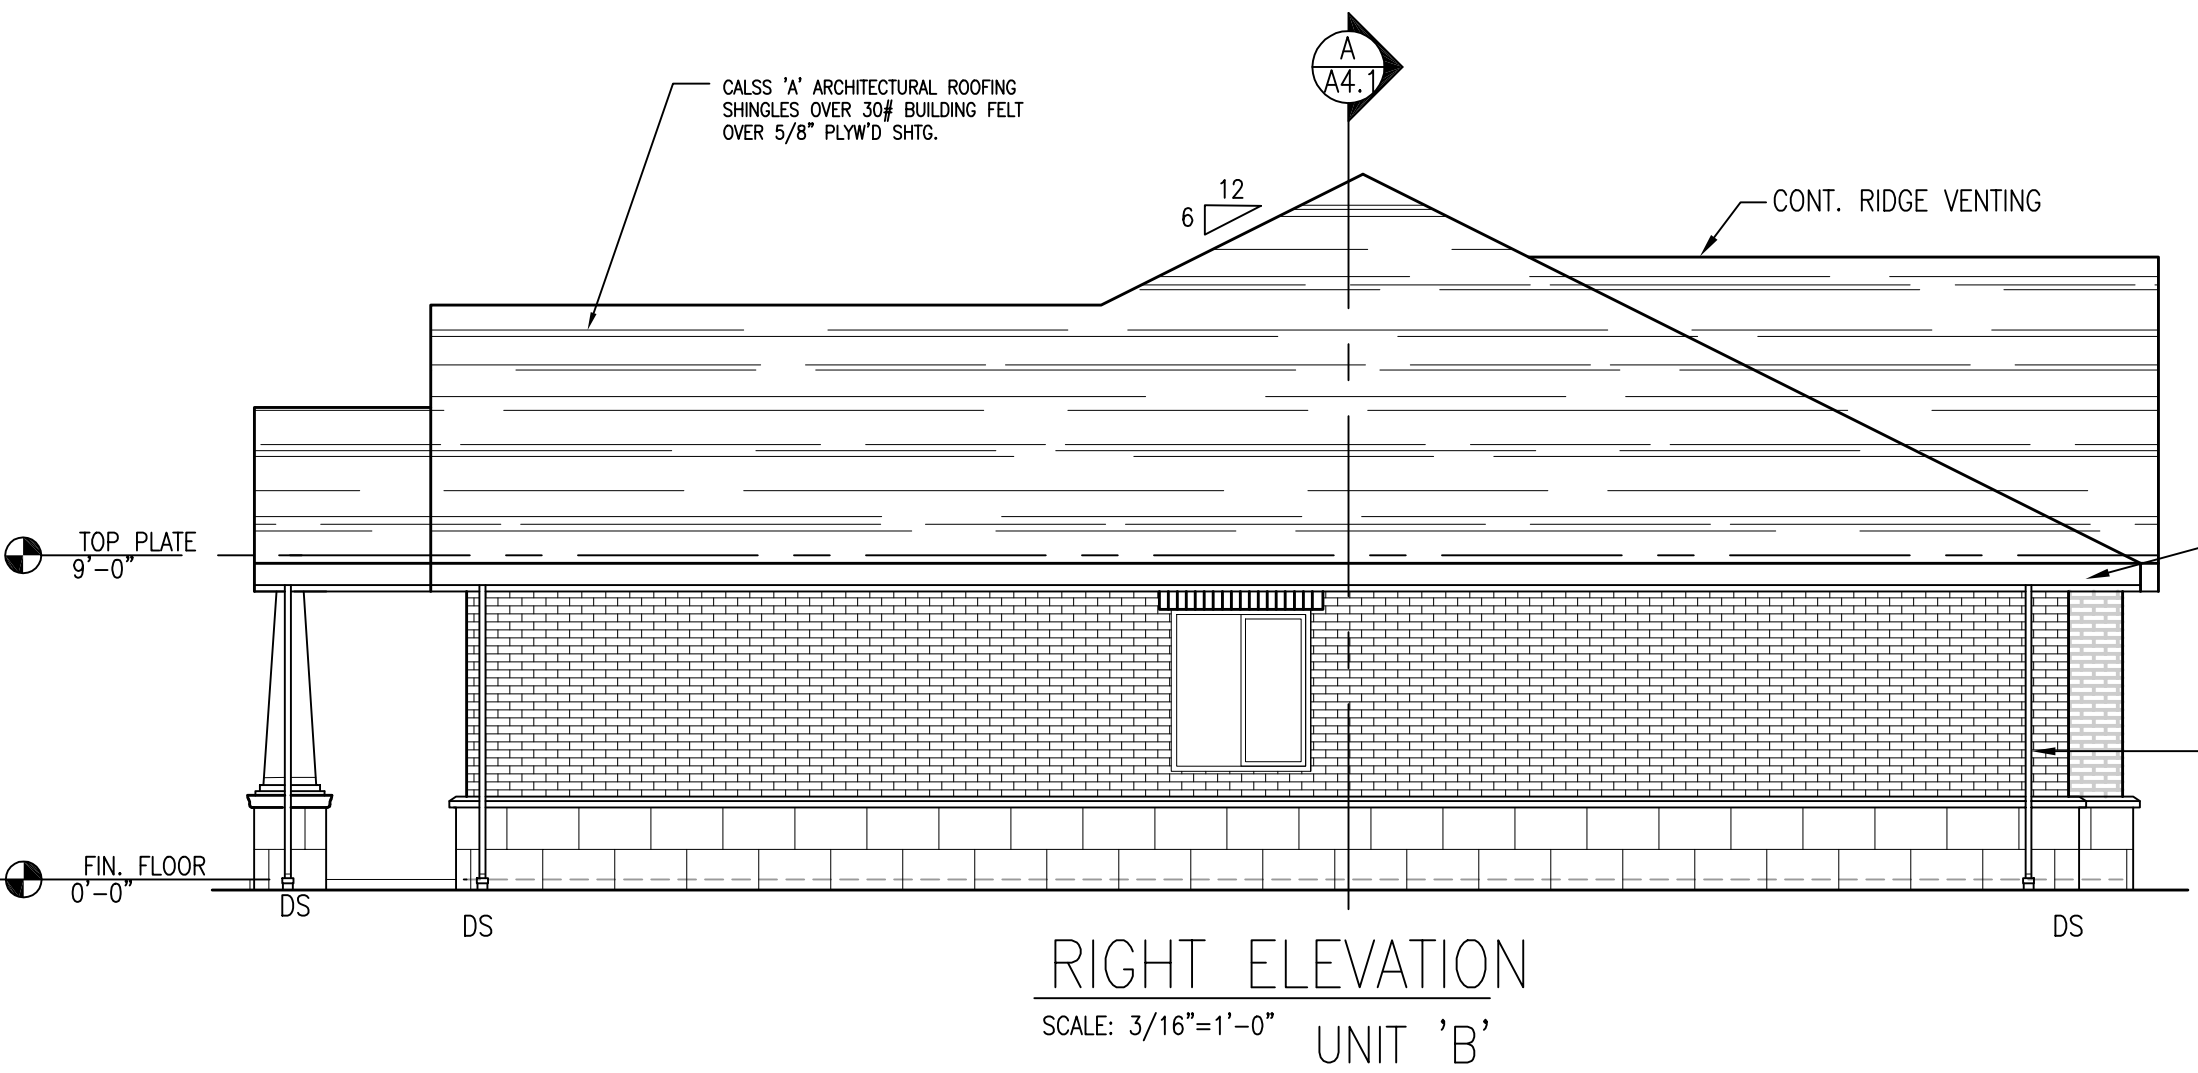 A
A4.1
CALSS 'A' ARCHITECTURAL ROOFING
SHINGLES OVER 30# BUILDING FELT
OVER 5/8" PLYW'D SHTG.
12
6
CONT. RIDGE VENTING
TOP PLATE
9'-0"
FIN. FLOOR
0'-0"
DS
DS
DS
RIGHT ELEVATION
SCALE: 3/16"=1'-0"
UNIT 'B'